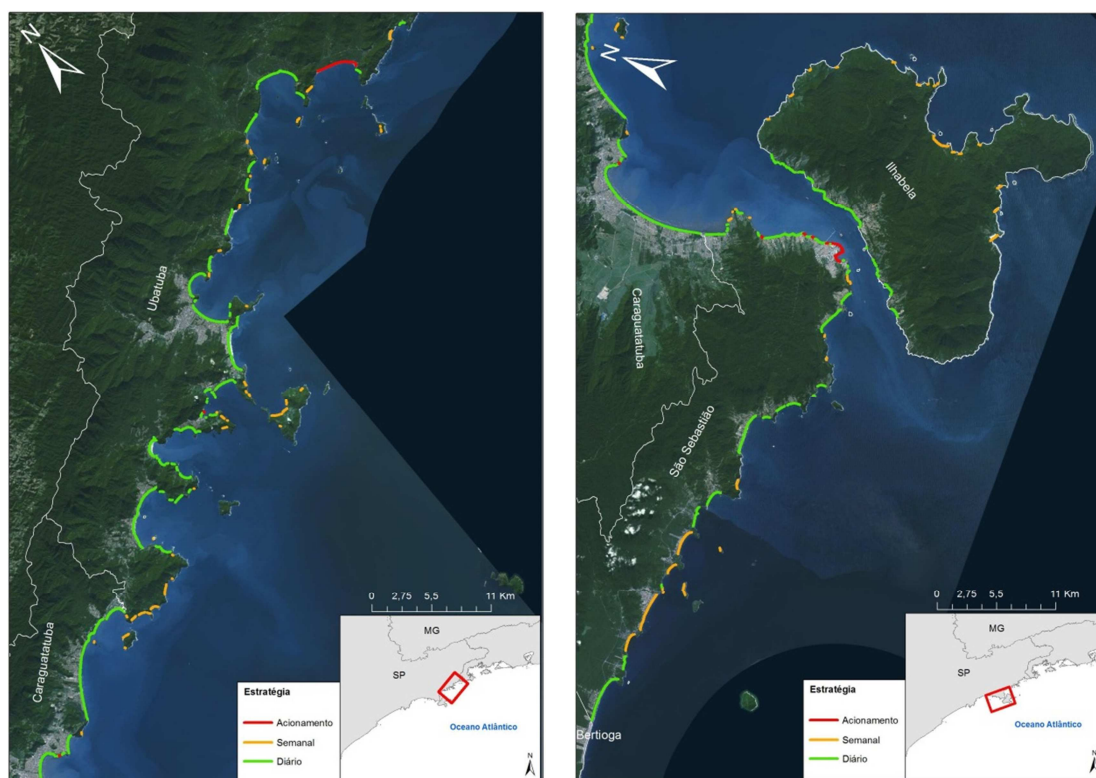 N
Ubatuba
Caraguatatuba
0 2,75 5,5 11 Km
MG
SP
Oceano Atlântico
N
Estratégia
Acionamento
Semanal
Diário
N
Ilhabela
Caraguatatuba
São Sebastião
Bertioga
0 2,75 5,5 11 Km
MG
SP
Oceano Atlântico
N
Estratégia
Acionamento
Semanal
Diário